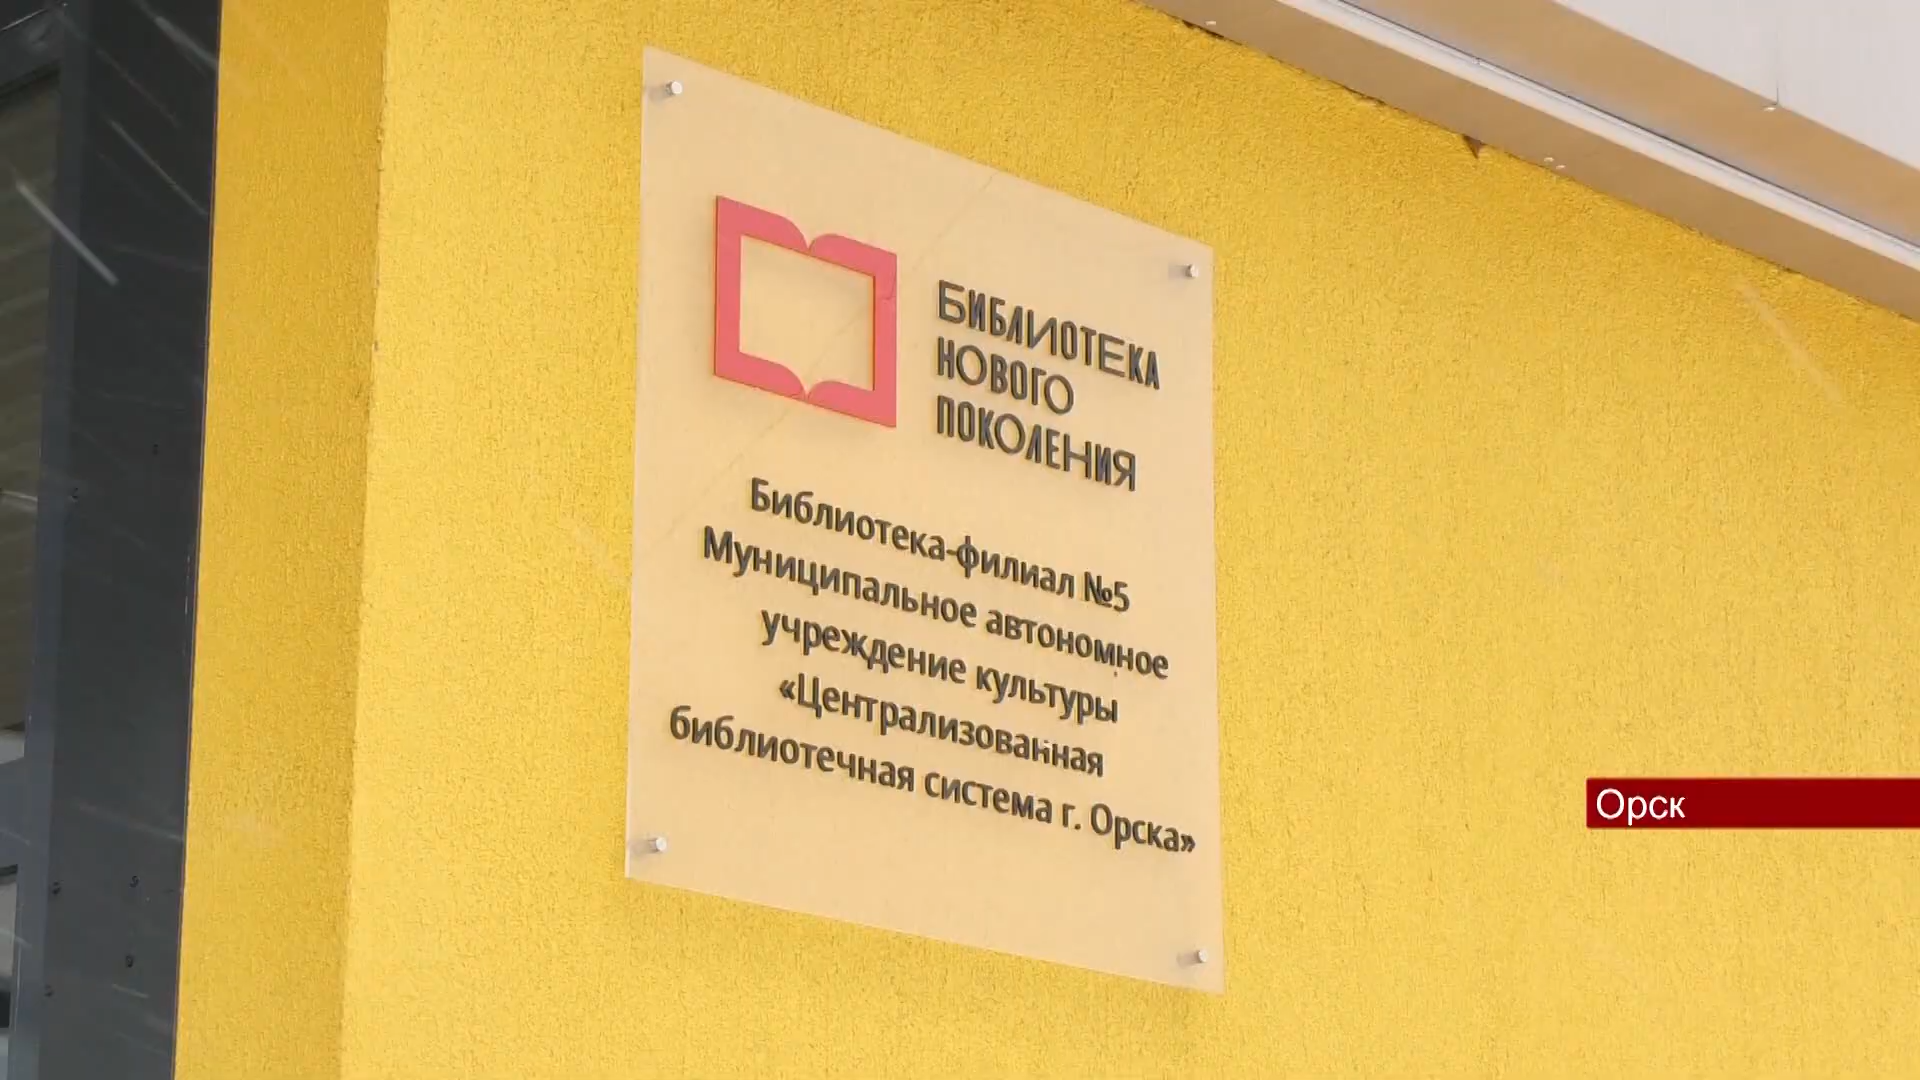 БИБЛИОТЕКА
НОВОГО
ПОКОЛЕНИЯ
Библиотека-филиал №5
Муниципальное автономное
учреждение культуры
«Централизованная
библиотечная система г. Орска»
Орск